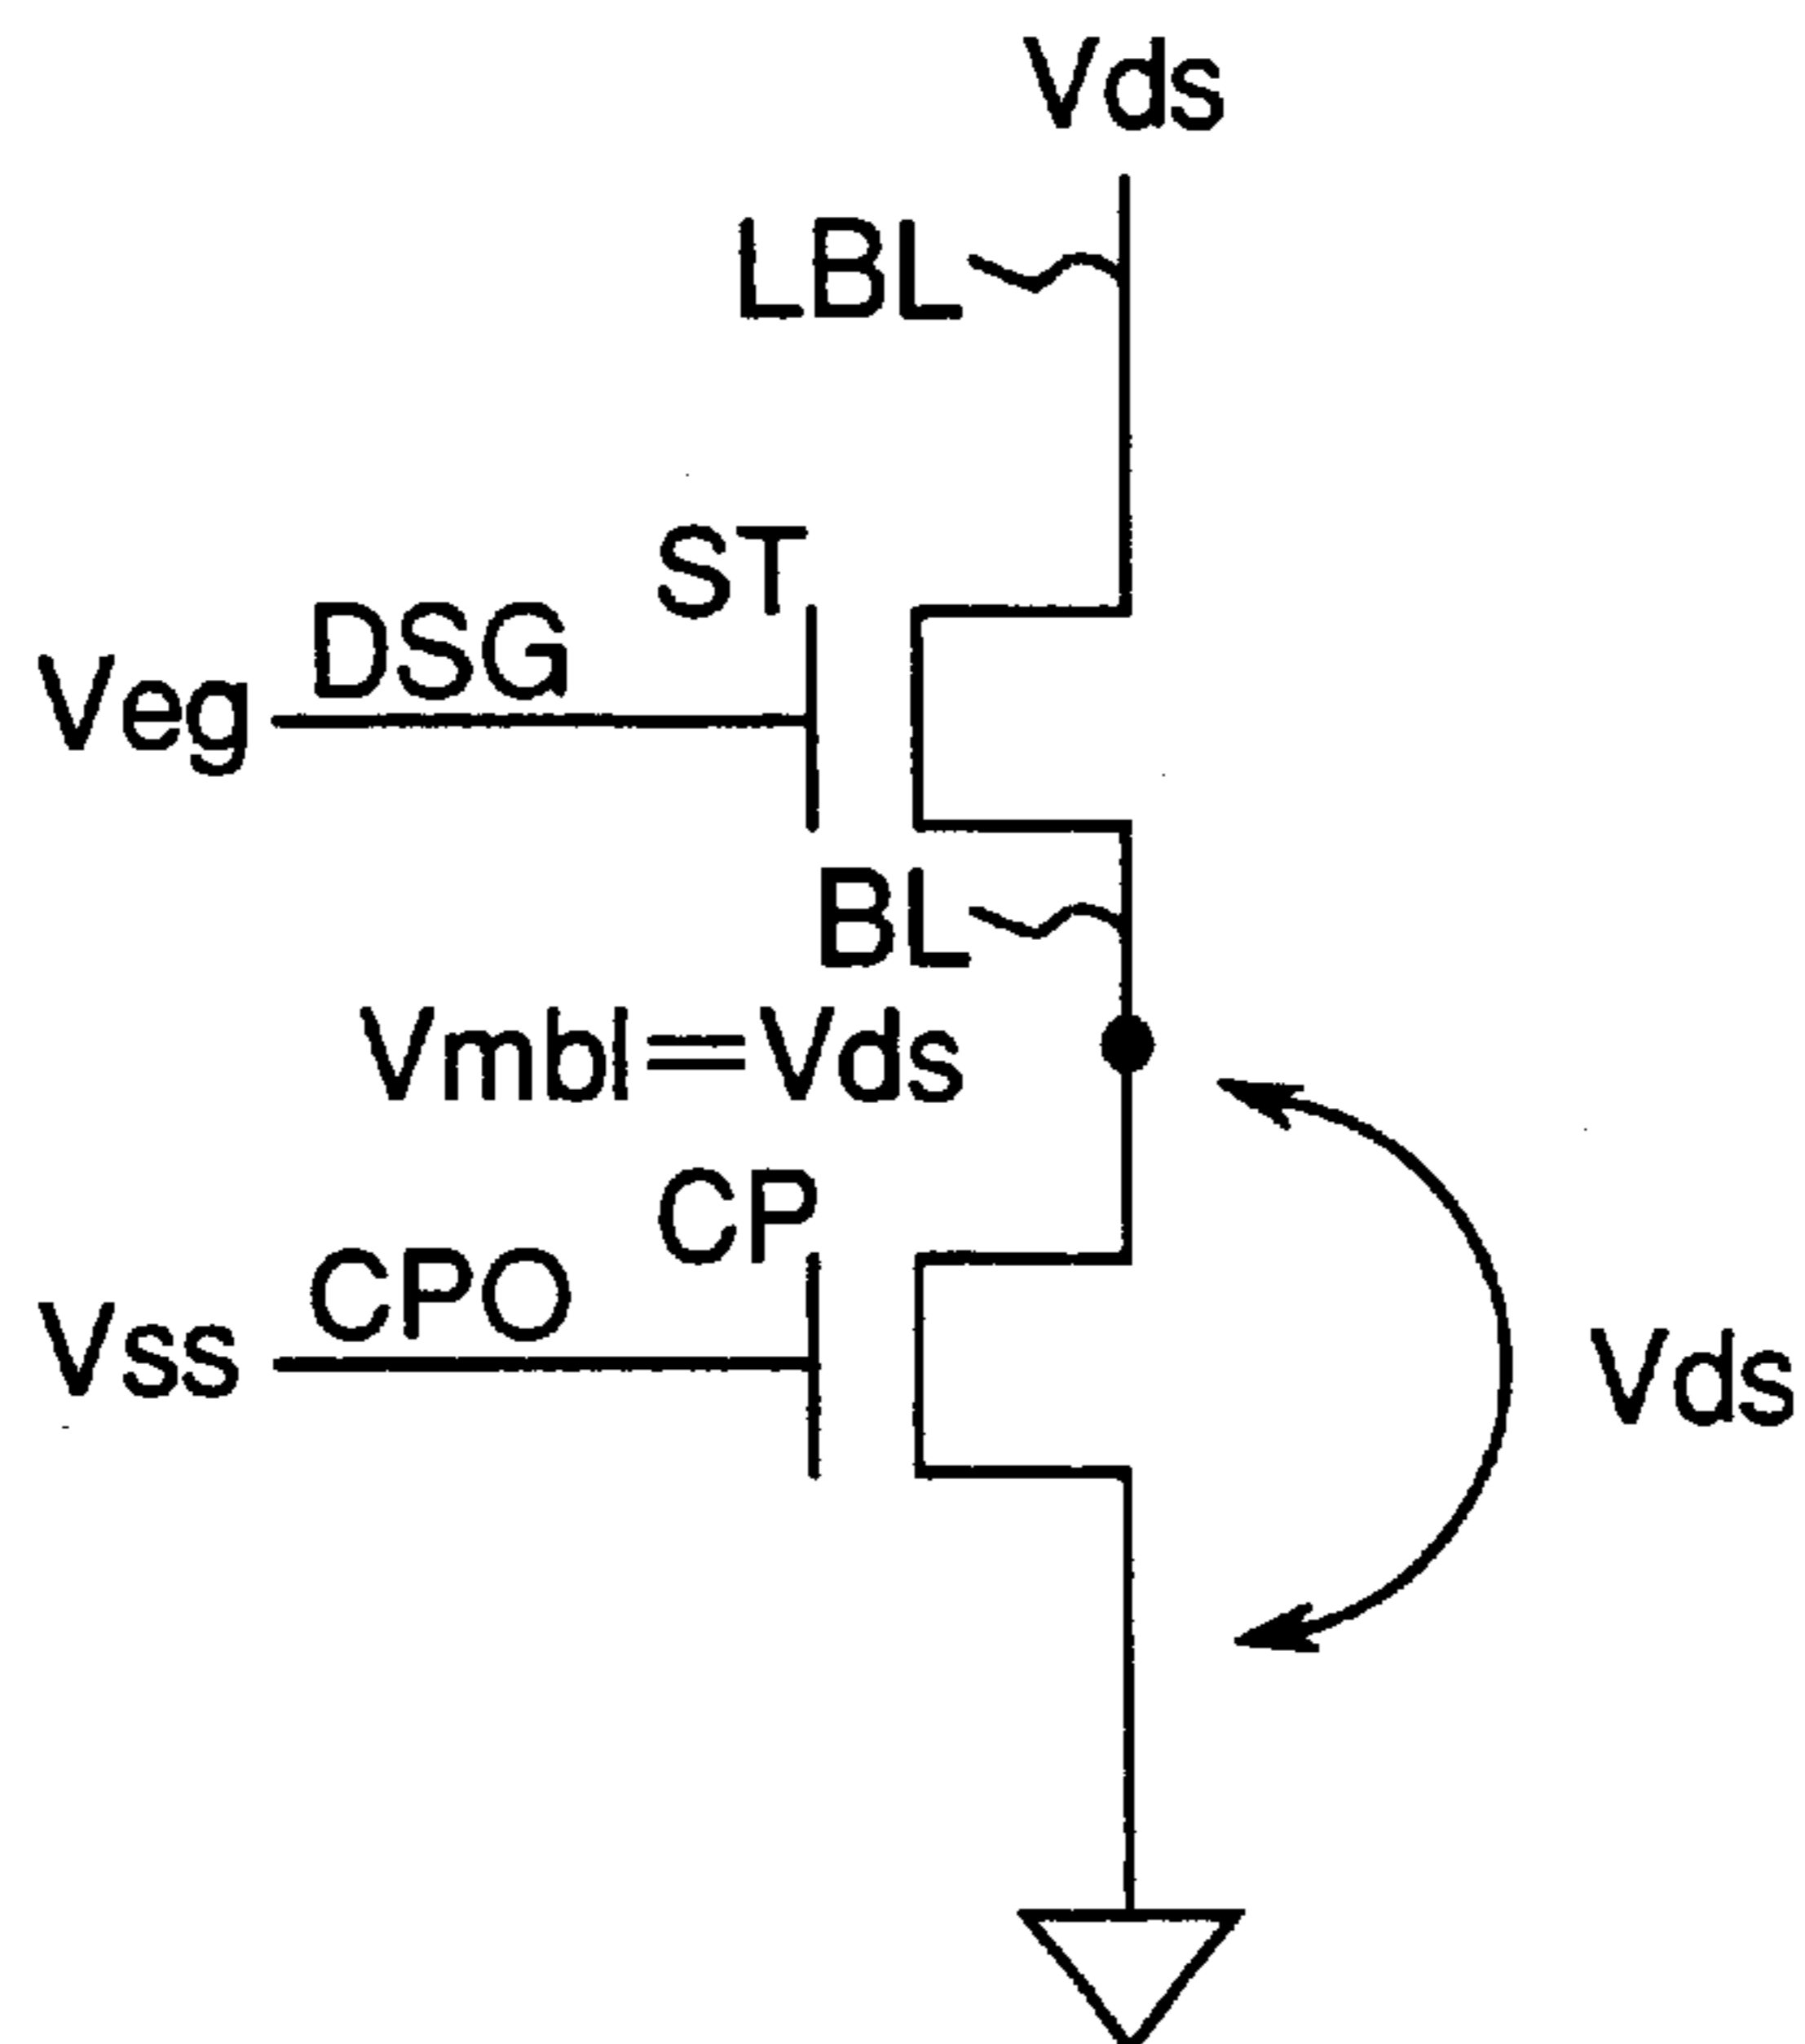 Vds
LBL
ST
DSG
Veg
BL
Vmbl=Vds
CP
CPO
Vss
Vds